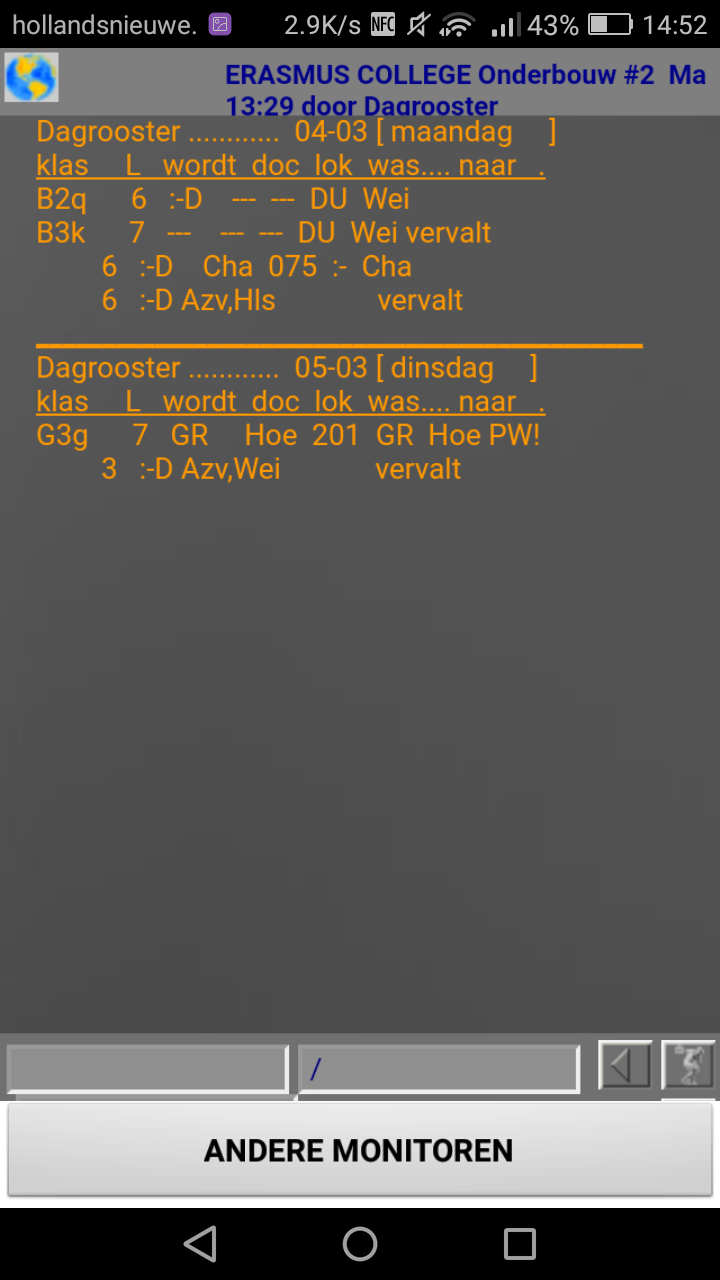 hollandsnieuwe. 2.9K/s NFC 43% 14:52
ERASMUS COLLEGE Onderbouw #2 Ma
13:29 door Dagrooster
Dagrooster ............ 04-03 [ maandag ]
klas L wordt doc lok was.... naar .
B2q 6 :-D --- --- DU Wei
B3k 7 --- --- --- DU Wei vervalt
6 :-D Cha 075 :- Cha
6 :-D Azv,Hls vervalt
Dagrooster ............ 05-03 [ dinsdag ]
klas L wordt doc lok was.... naar .
G3g 7 GR Hoe 201 GR Hoe PW!
3 :-D Azv,Wei vervalt
/
ANDERE MONITOREN